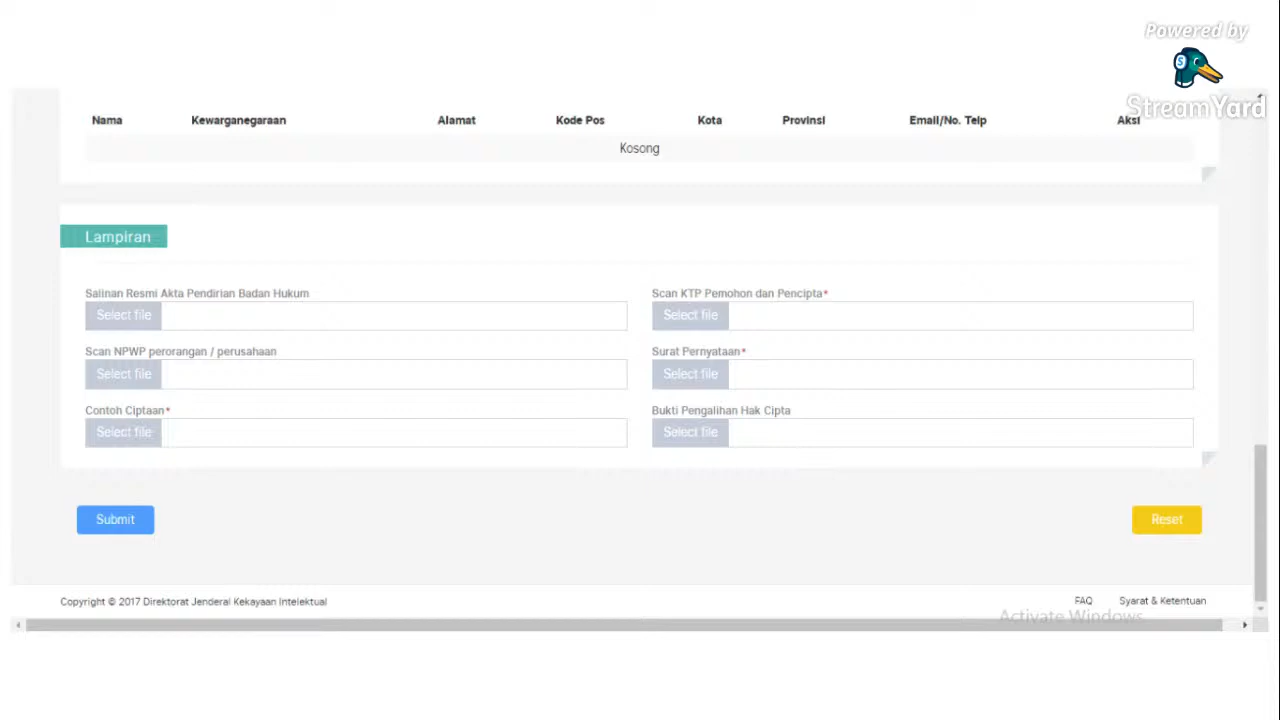 Powered by
StreamYard
Nama Kewarganegaraan Alamat Kode Pos Kota Provinsi Email/No. Telp Aksi
Kosong
Lampiran
Salinan Resmi Akta Pendirian Badan Hukum Scan KTP Pemohon dan Pencipta*
Select file Select file
Scan NPWP perorangan / perusahaan Surat Pernyataan*
Select file Select file
Contoh Ciptaan* Bukti Pengalihan Hak Cipta
Select file Select file
Submit Reset
Copyright © 2017 Direktorat Jenderal Kekayaan Intelektual FAQ Syarat & Ketentuan
Activate Windows